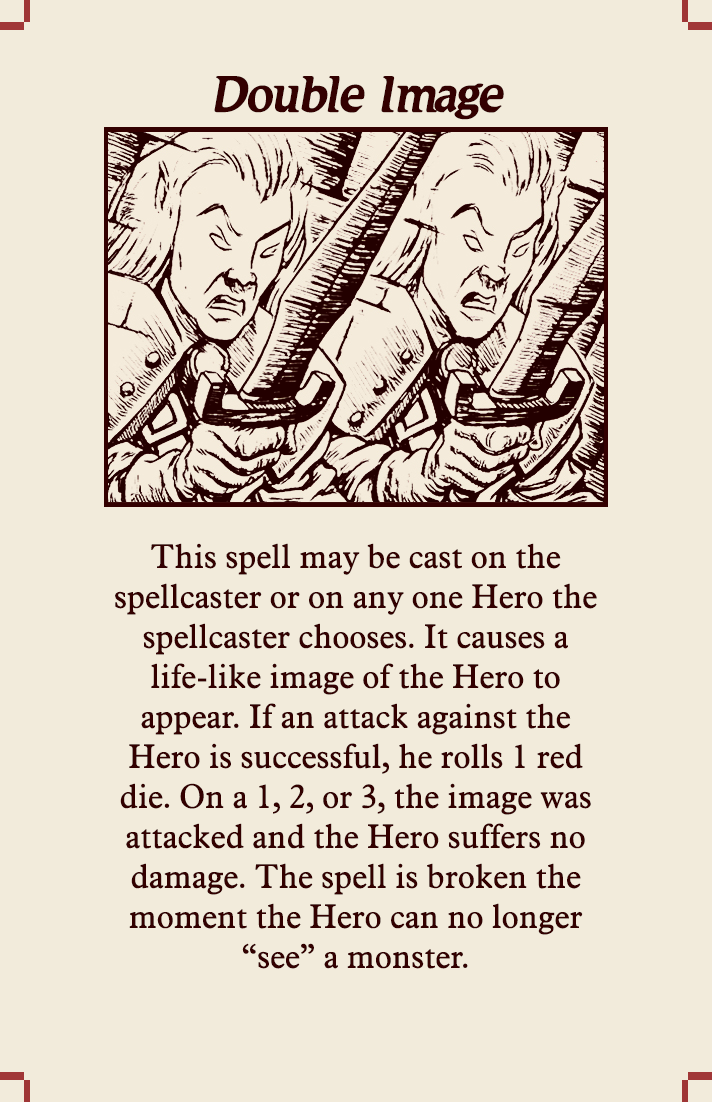 Double Image
This spell may be cast on the
spellcaster or on any one Hero the
spellcaster chooses. It causes a
life-like image of the Hero to
appear. If an attack against the
Hero is successful, he rolls 1 red
die. On a 1, 2, or 3, the image was
attacked and the Hero suffers no
damage. The spell is broken the
moment the Hero can no longer
“see” a monster.